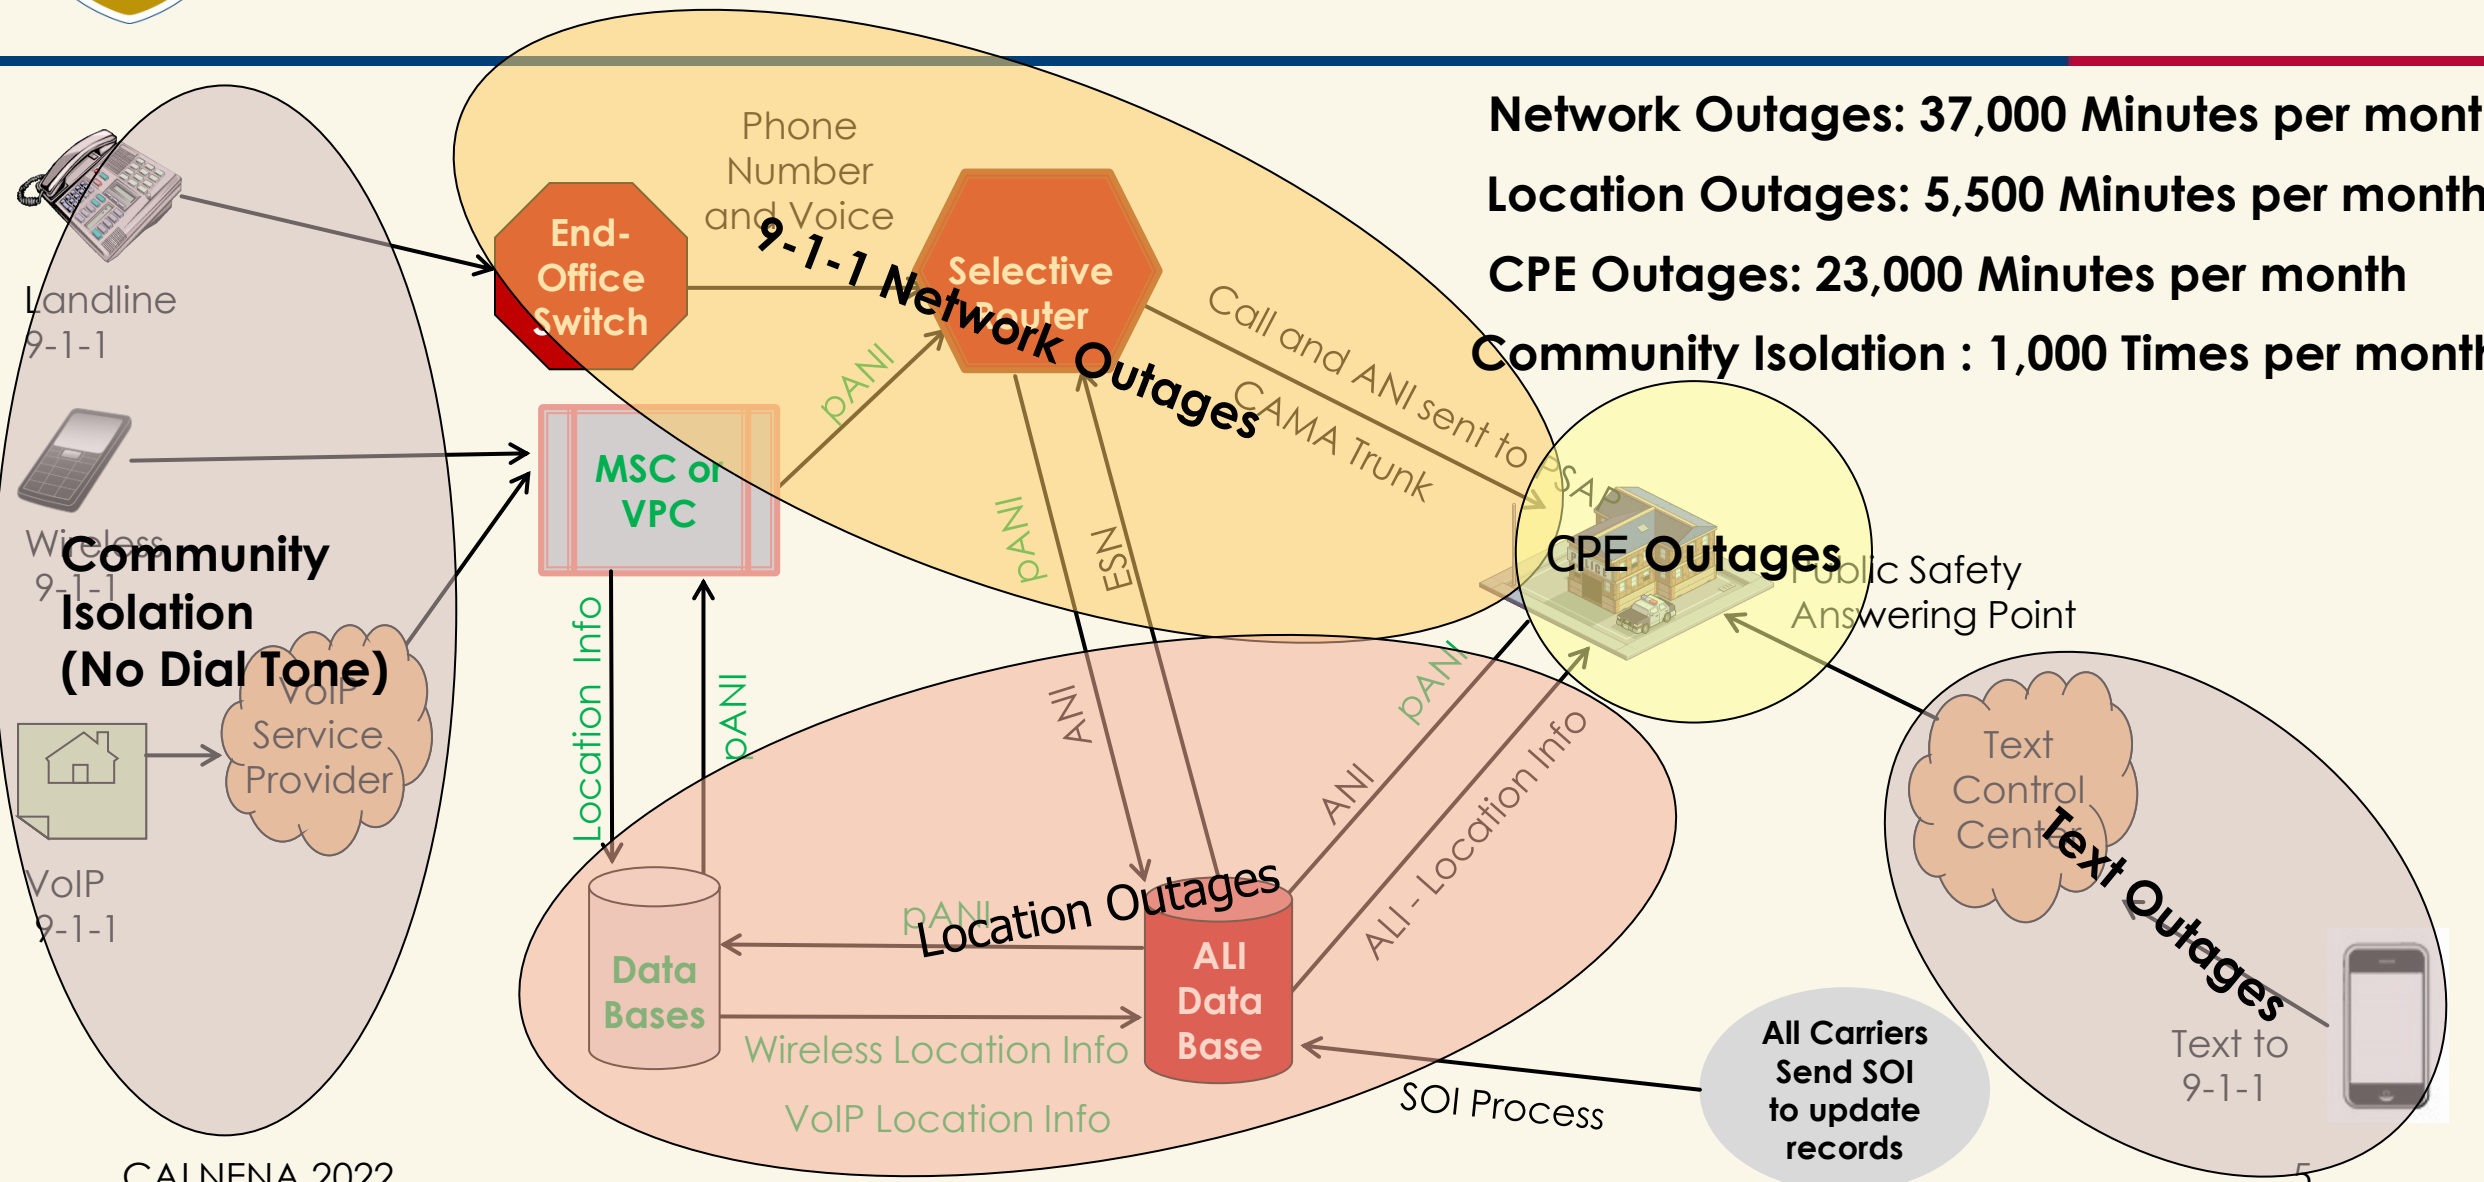 Network Outages: 37,000 Minutes per mont
Location Outages: 5,500 Minutes per month
CPE Outages: 23,000 Minutes per month
Community Isolation : 1,000 Times per month
Landline
9-1-1
Wireless
9-1-1
Community
Isolation
(No Dial Tone)
VoIP
Service
Provider
VoIP
9-1-1
End-
Office
Switch
Phone
Number
and Voice
Selective
Router
9-1-1 Network Outages
pANI
MSC or
VPC
Call and ANI sent to PSAP
CAMA Trunk
pANI
ESN
ANI
Location Info
pANI
CPE Outages
Public Safety
Answering Point
pANI
ANI
ALI - Location Info
Location Outages
pANI
Data
Bases
ALI
Data
Base
Wireless Location Info
VoIP Location Info
SOI Process
All Carriers
Send SOI
to update
records
Text
Control
Center
Text Outages
Text to
9-1-1
CALNENA 2022
5